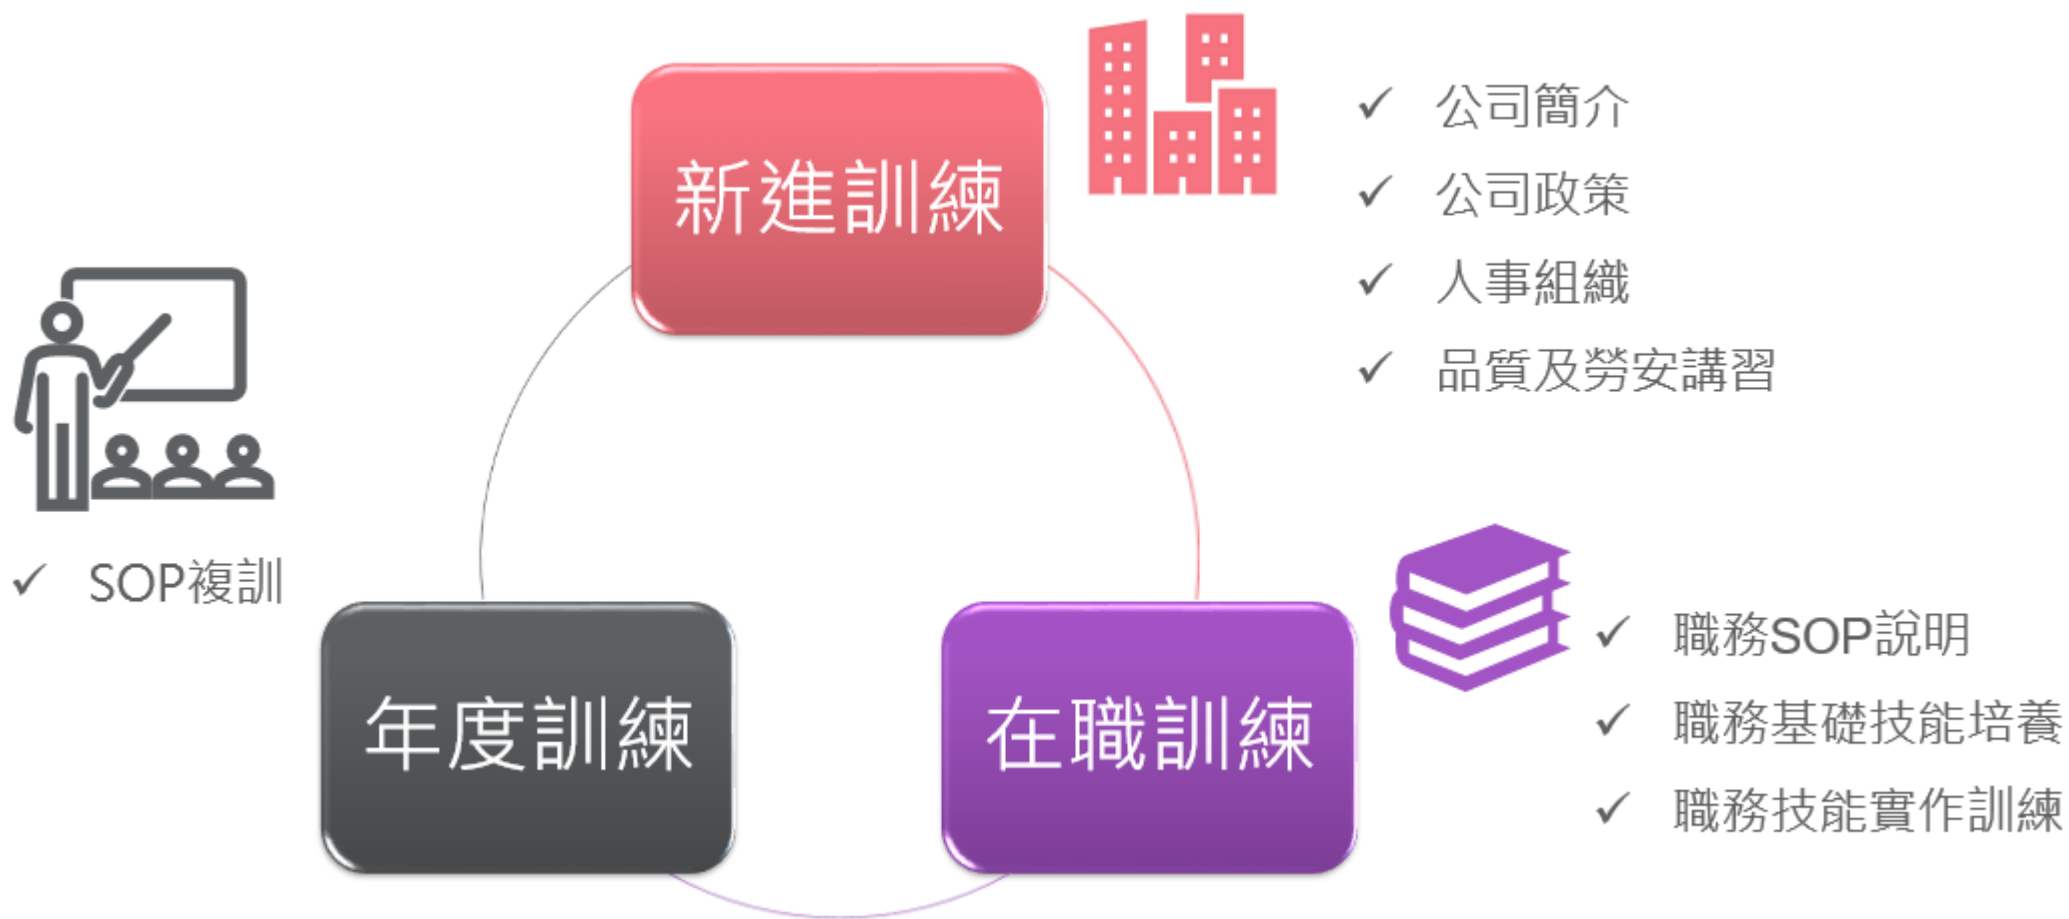 新進訓練
公司簡介
公司政策
人事組織
品質及勞安講習
SOP複訓
年度訓練
在職訓練
職務SOP說明
職務基礎技能培養
職務技能實作訓練